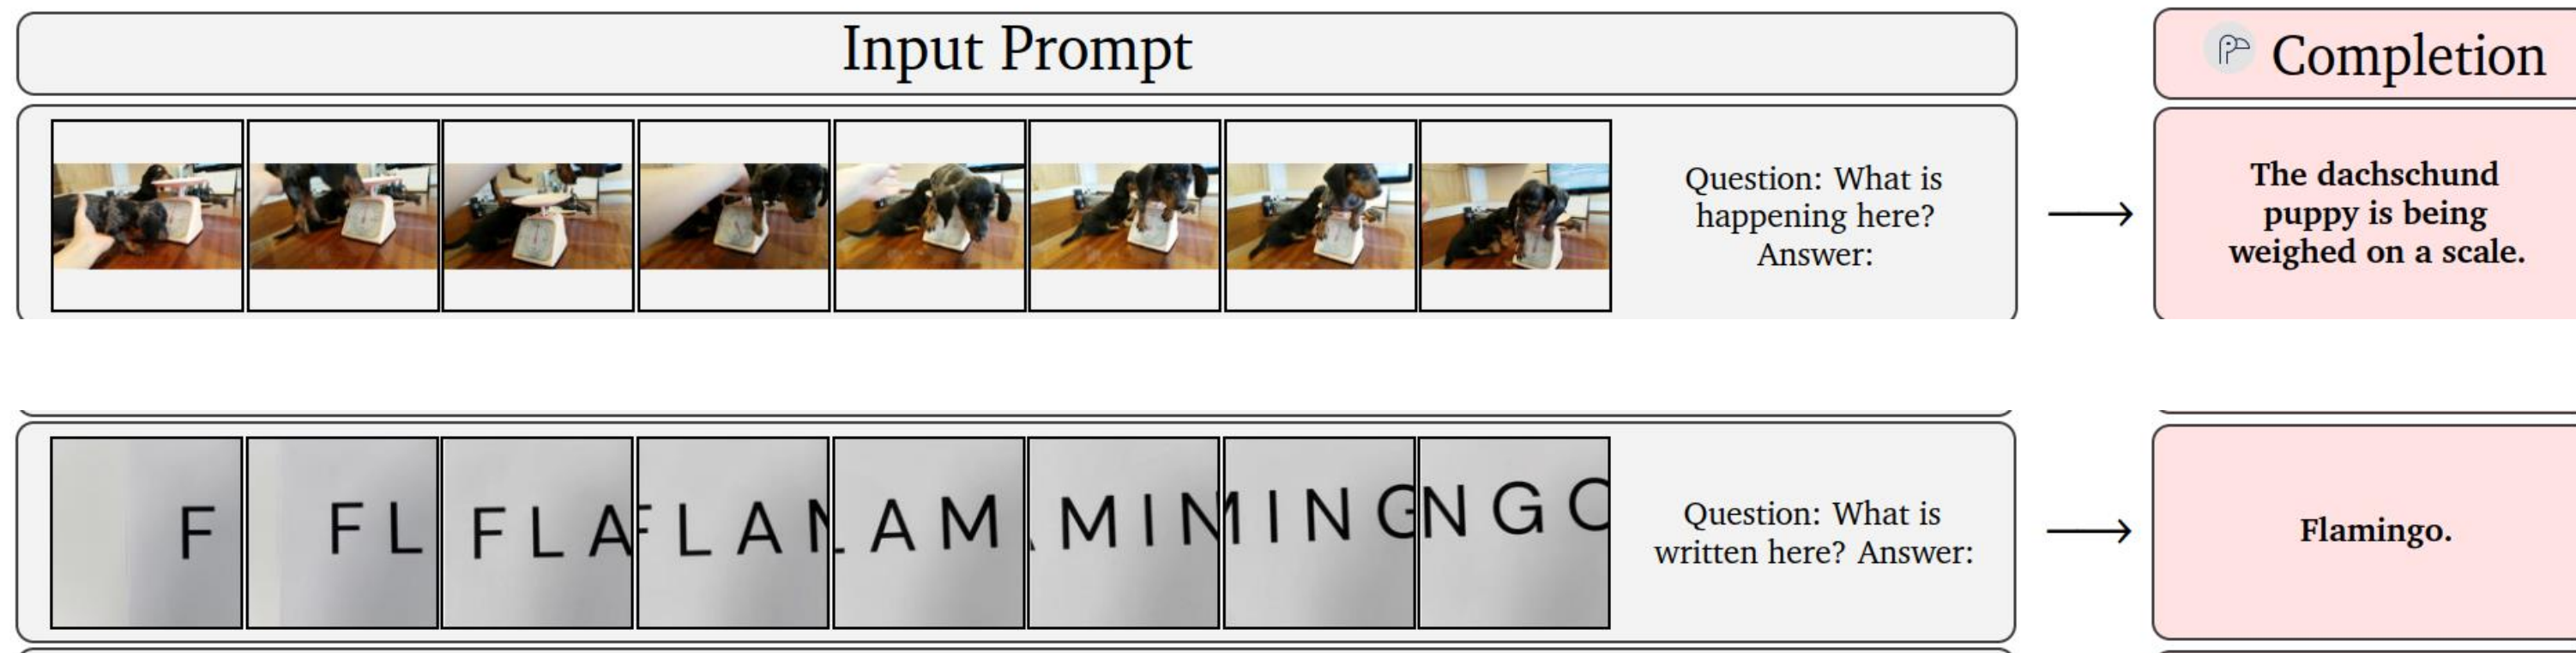 Input Prompt
Completion
Question: What is
happening here?
Answer:
The dachschund
puppy is being
weighed on a scale.
F
F L
F L A
F L A M
L A M
M I N
M I N G
N G O
Question: What is
written here? Answer:
Flamingo.